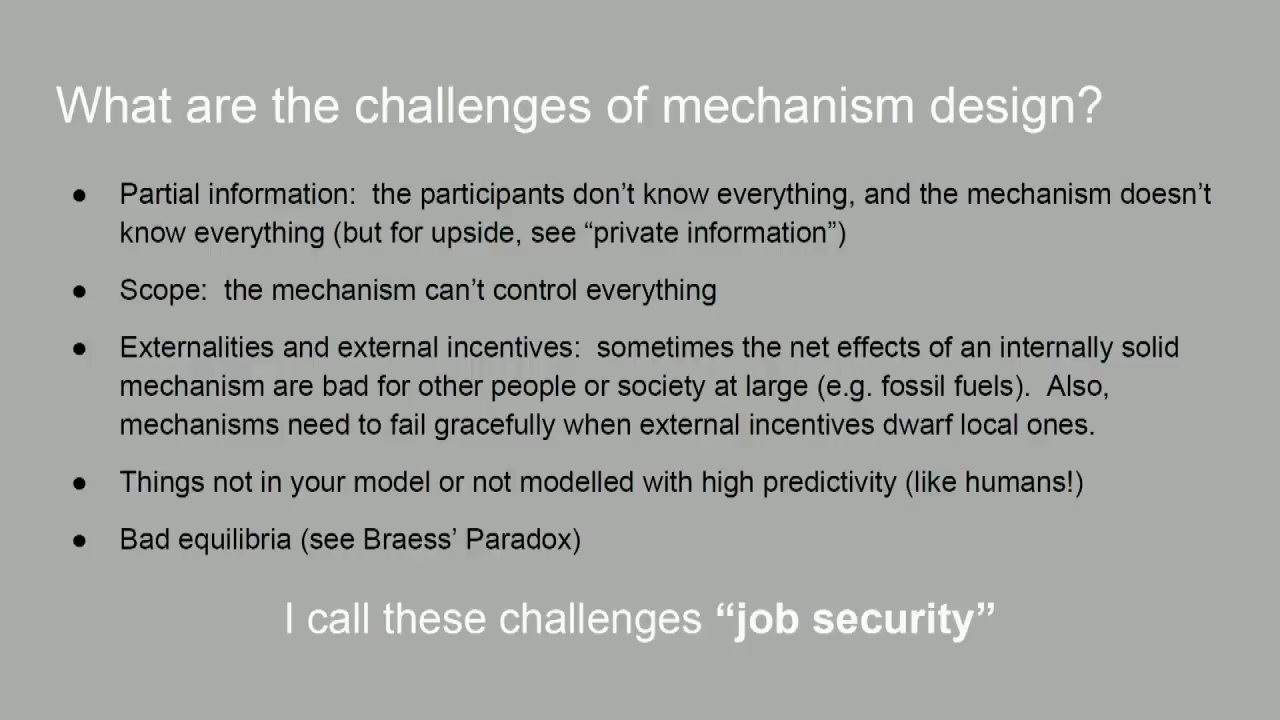 What are the challenges of mechanism design?
● Partial information:  the participants don’t know everything, and the mechanism doesn’t
know everything (but for upside, see “private information”)
● Scope:  the mechanism can’t control everything
● Externalities and external incentives:  sometimes the net effects of an internally solid
mechanism are bad for other people or society at large (e.g. fossil fuels).  Also,
mechanisms need to fail gracefully when external incentives dwarf local ones.
● Things not in your model or not modelled with high predictivity (like humans!)
● Bad equilibria (see Braess’ Paradox)
I call these challenges “job security”